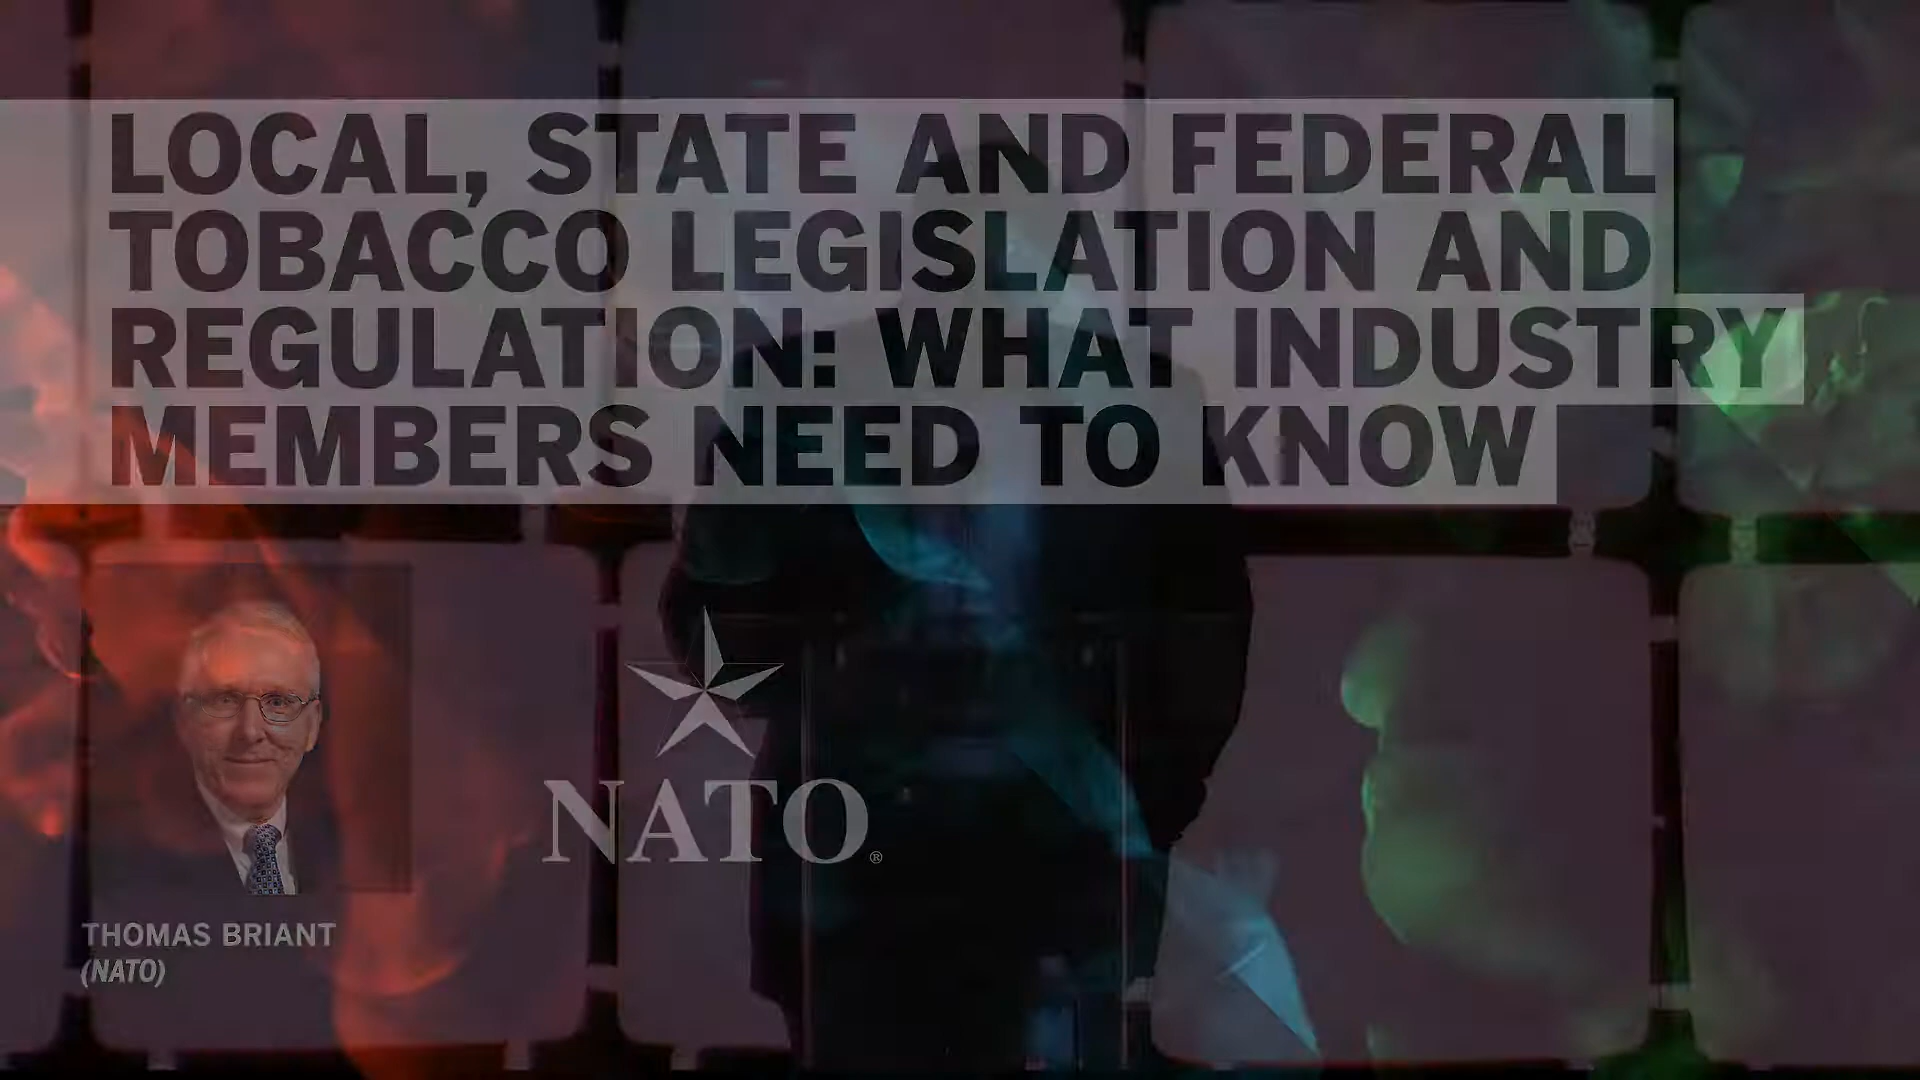 LOCAL, STATE AND FEDERAL
TOBACCO LEGISLATION AND
REGULATION: WHAT INDUSTRY
MEMBERS NEED TO KNOW
NATO®
THOMAS BRIANT
(NATO)